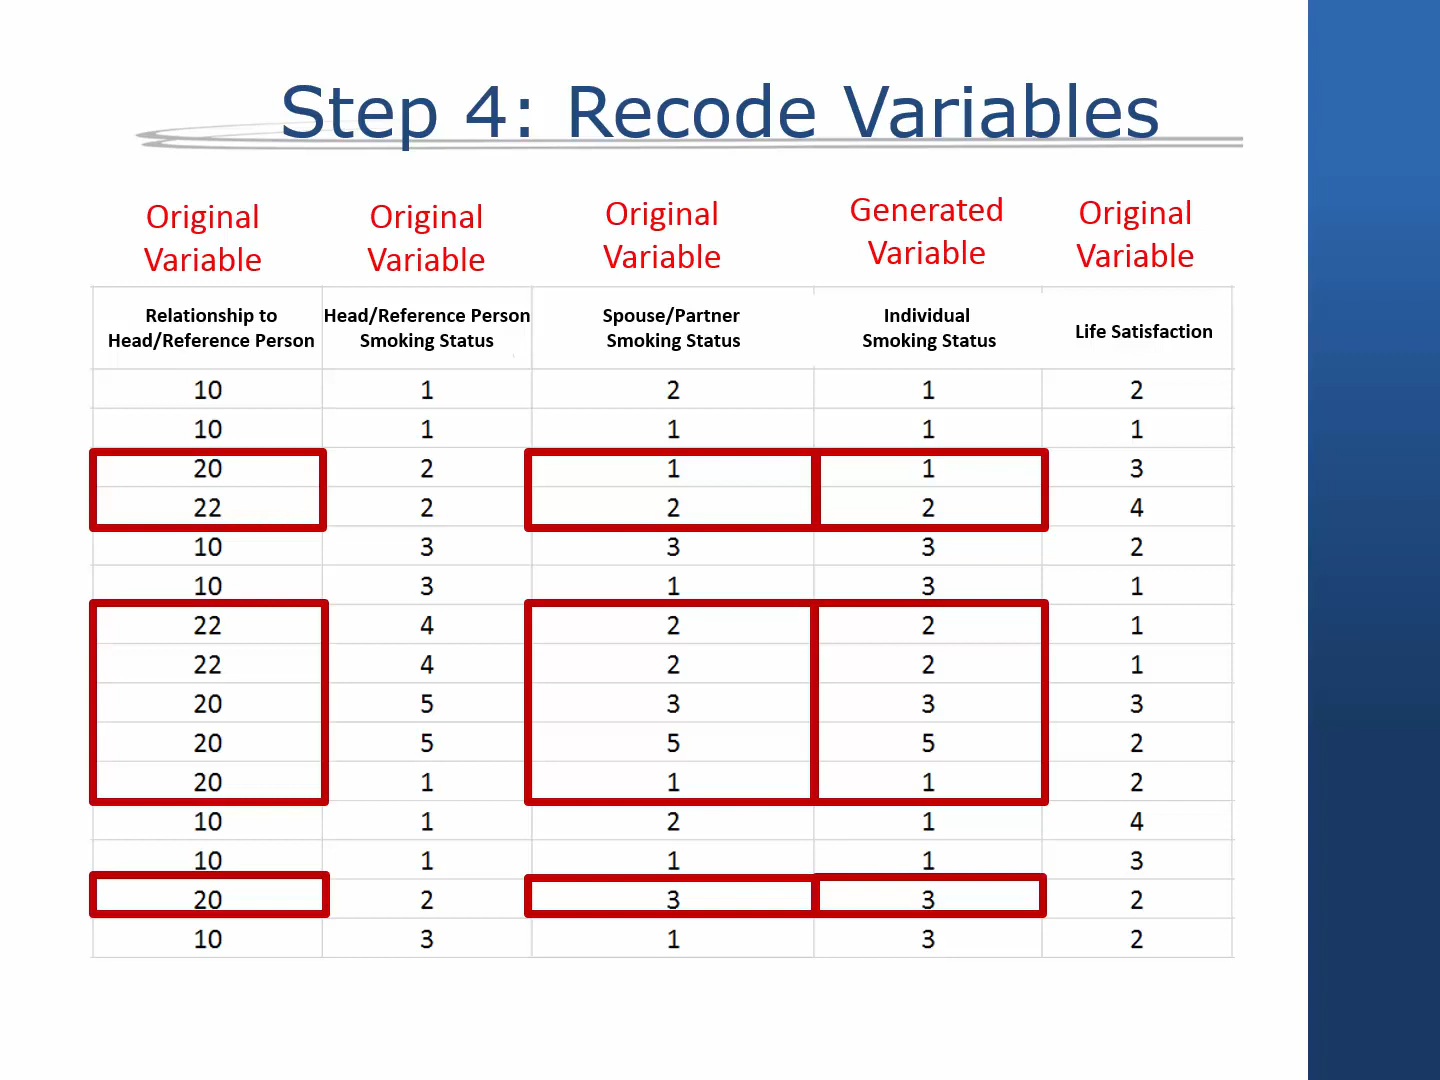 Step 4: Recode Variables
Original Variable Original Variable Original Variable Generated Variable Original Variable
Relationship to Head/Reference Person Head/Reference Person Smoking Status Spouse/Partner Smoking Status Individual Smoking Status Life Satisfaction
10 1 2 1 2
10 1 1 1 1
20 2 1 1 3
22 2 2 2 4
10 3 3 3 2
10 3 1 3 1
22 4 2 2 1
22 4 2 2 1
20 5 3 3 3
20 5 5 5 2
20 1 1 1 2
10 1 2 1 4
10 1 1 1 3
20 2 3 3 2
10 3 1 3 2